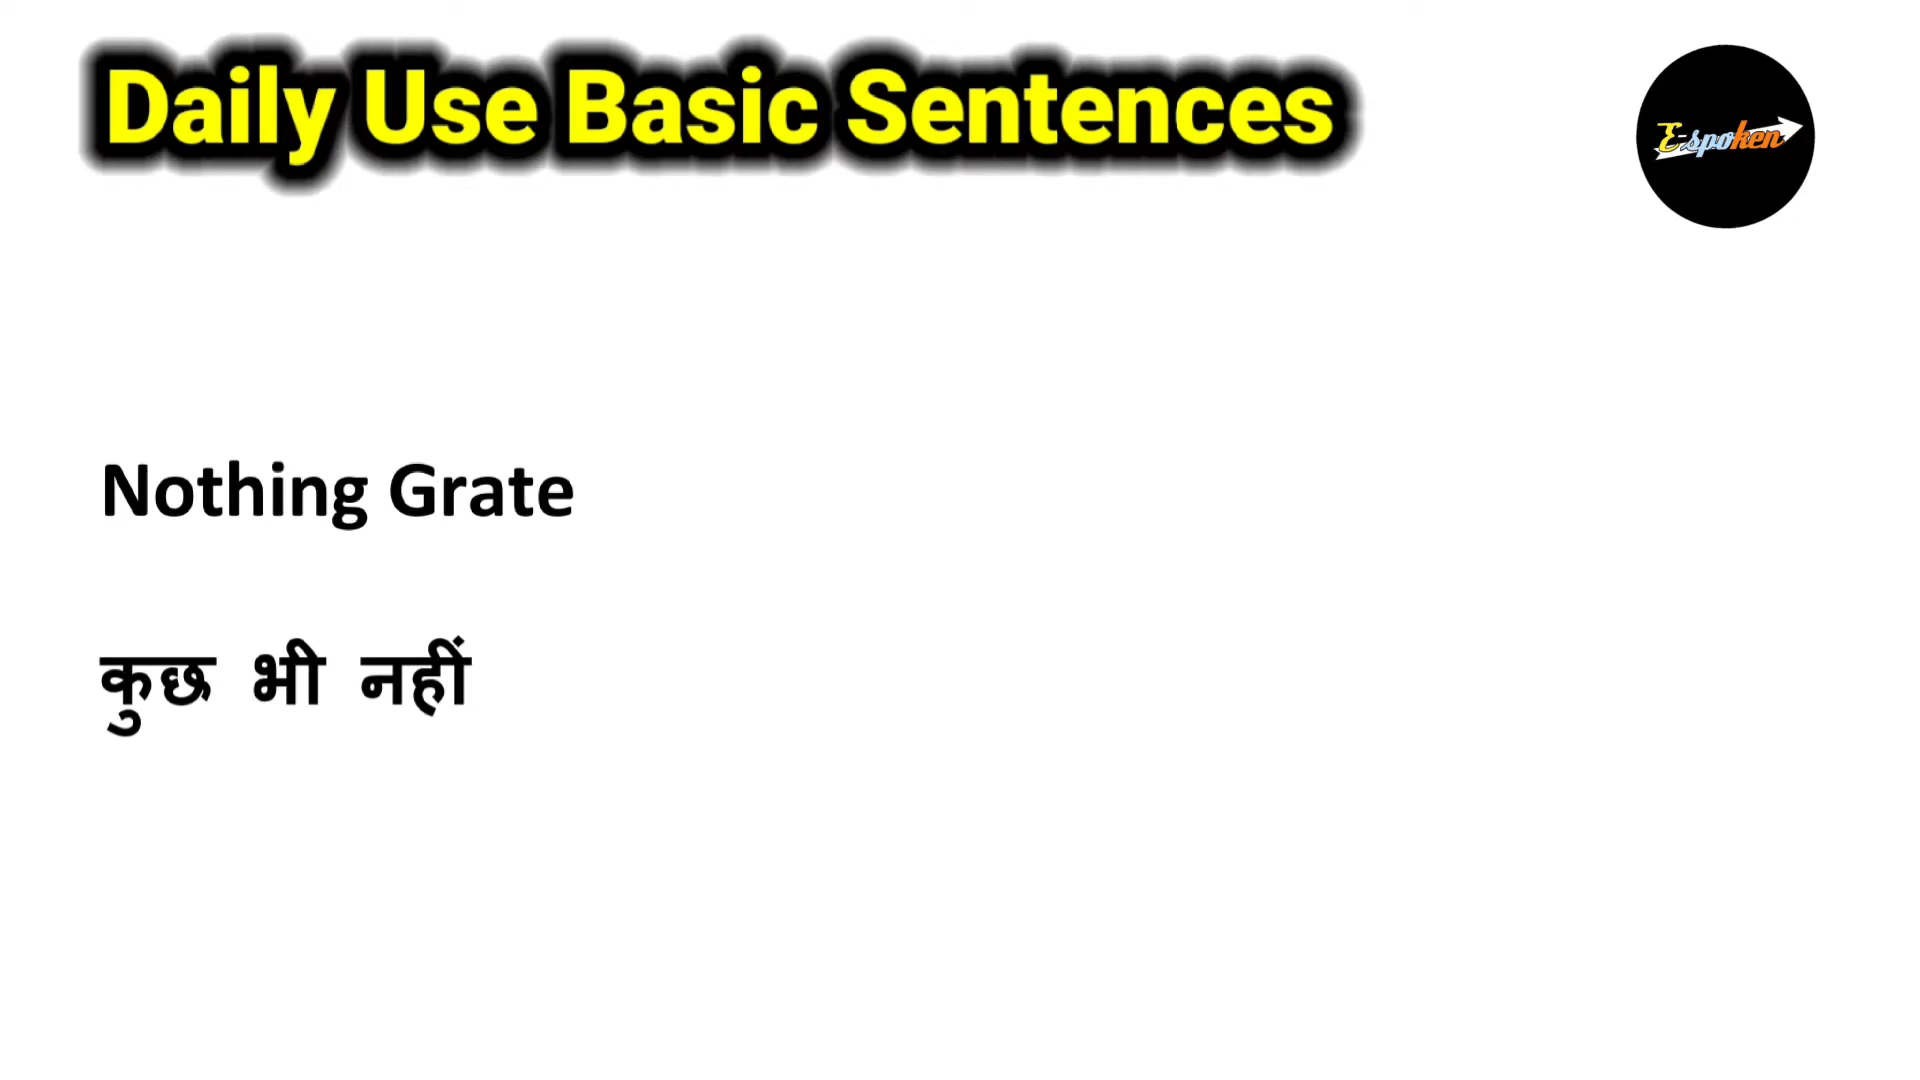 Daily Use Basic Sentences
E-spoken
Nothing Grate
कुछ भी नहीं